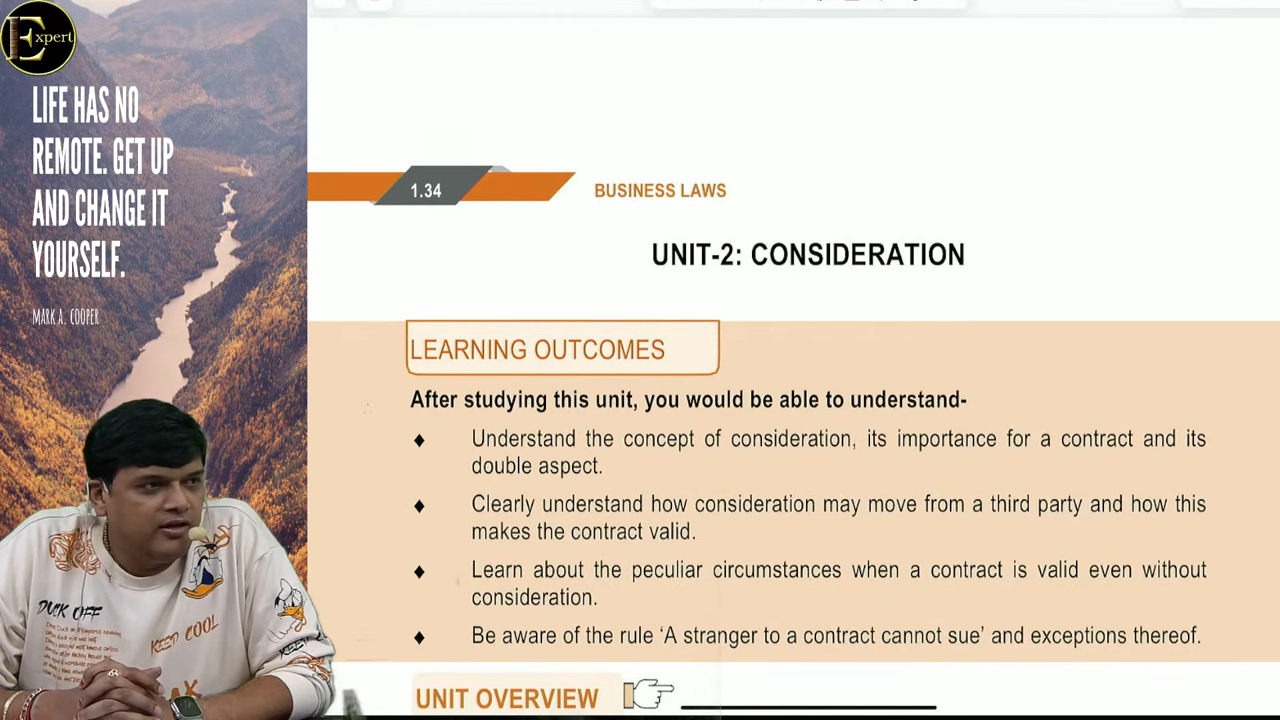 Expert
LIFE HAS NO
REMOTE. GET UP
AND CHANGE IT
YOURSELF.
MARK A. COOPER
1.34
BUSINESS LAWS
UNIT-2: CONSIDERATION
LEARNING OUTCOMES
After studying this unit, you would be able to understand-
♦ Understand the concept of consideration, its importance for a contract and its
double aspect.
♦ Clearly understand how consideration may move from a third party and how this
makes the contract valid.
♦ Learn about the peculiar circumstances when a contract is valid even without
consideration.
♦ Be aware of the rule ‘A stranger to a contract cannot sue’ and exceptions thereof.
UNIT OVERVIEW
DUCK OFF
KEEP COOL